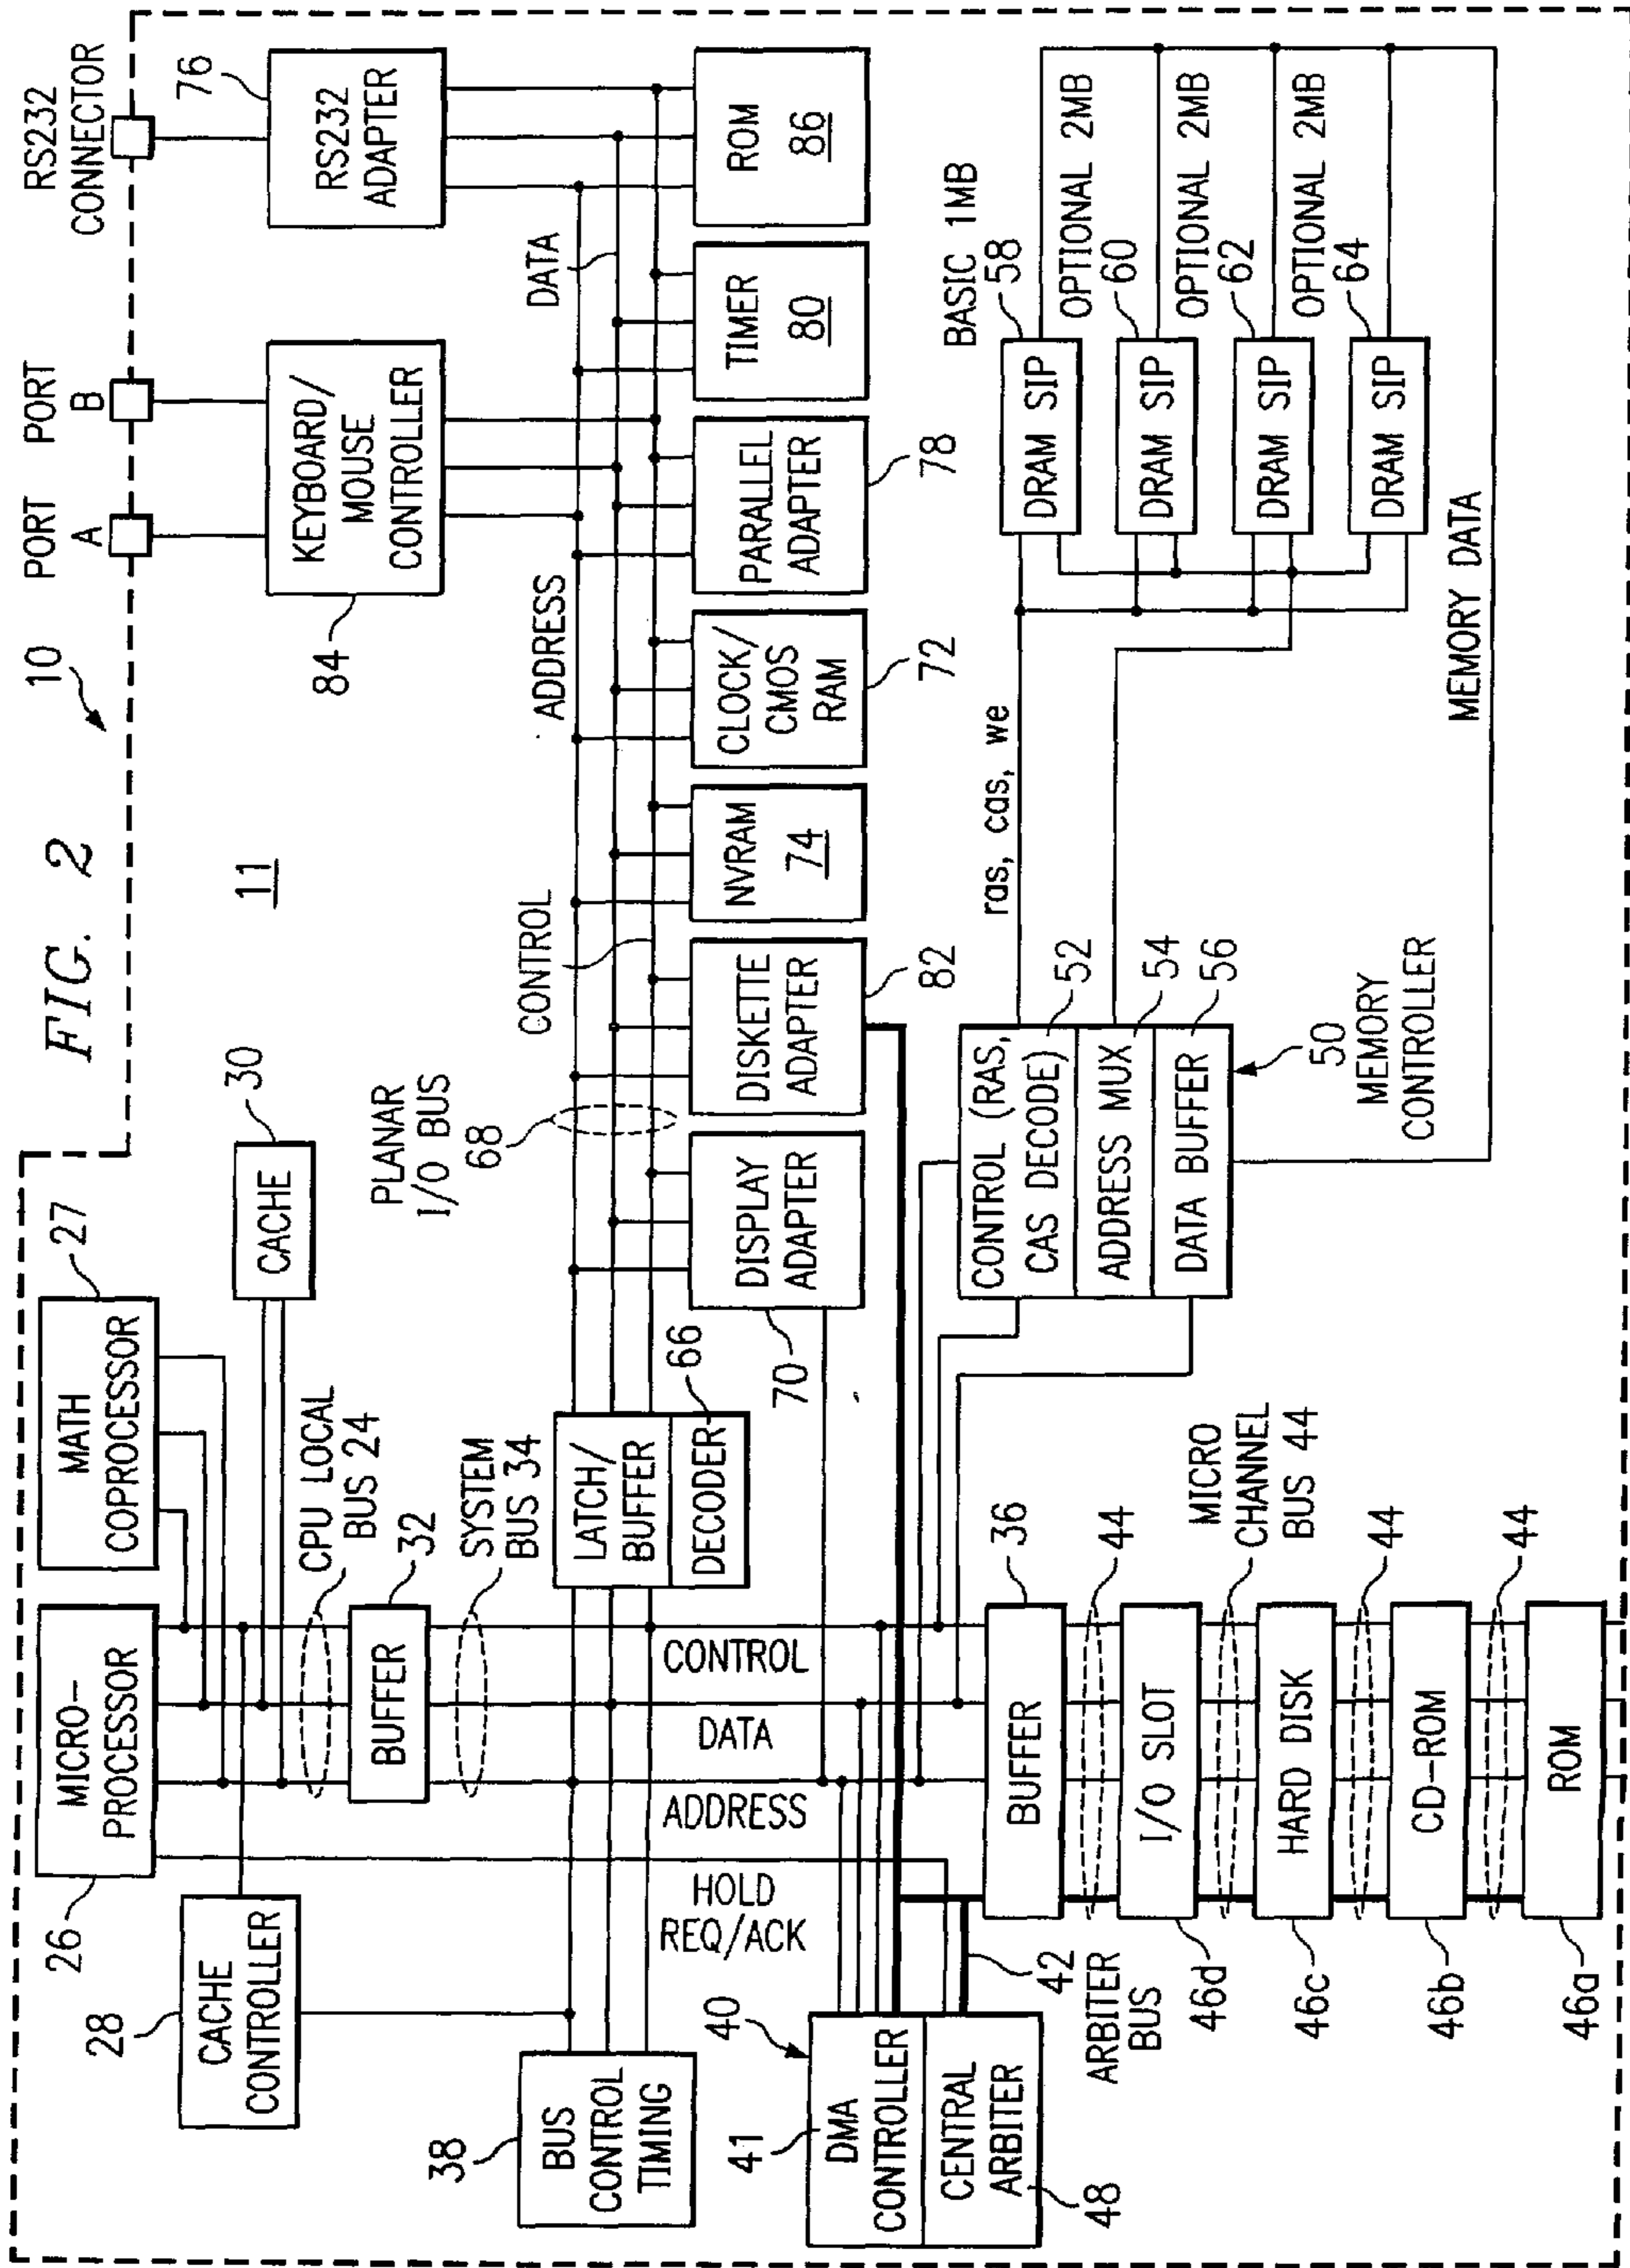 FIG. 2
10
11
MICRO-
PROCESSOR
26
MATH
COPROCESSOR
27
CACHE
30
CACHE
CONTROLLER
28
CPU LOCAL
BUS 24
BUFFER
32
SYSTEM
BUS 34
BUS
CONTROL
TIMING
38
LATCH/
BUFFER
DECODER
66
PLANAR
I/O BUS
68
CONTROL
ADDRESS
DATA
PORT
A
PORT
B
RS232
CONNECTOR
KEYBOARD/
MOUSE
CONTROLLER
84
RS232
ADAPTER
76
DISPLAY
ADAPTER
70
DISKETTE
ADAPTER
82
NVRAM
74
CLOCK/
CMOS
RAM
72
PARALLEL
ADAPTER
78
TIMER
80
ROM
86
CONTROL
DATA
ADDRESS
HOLD
REQ/ACK
DMA
CONTROLLER
41
40
CENTRAL
ARBITER
48
42
ARBITER
BUS
BUFFER
36
44
I/O SLOT
46d
MICRO
CHANNEL
BUS 44
HARD DISK
46c
44
CD-ROM
46b
44
ROM
46a
CONTROL (RAS,
CAS DECODE)
52
ADDRESS MUX
54
DATA BUFFER
56
50
MEMORY
CONTROLLER
ras, cas, we
BASIC 1MB
58
DRAM SIP
OPTIONAL 2MB
60
DRAM SIP
OPTIONAL 2MB
62
DRAM SIP
OPTIONAL 2MB
64
DRAM SIP
MEMORY DATA